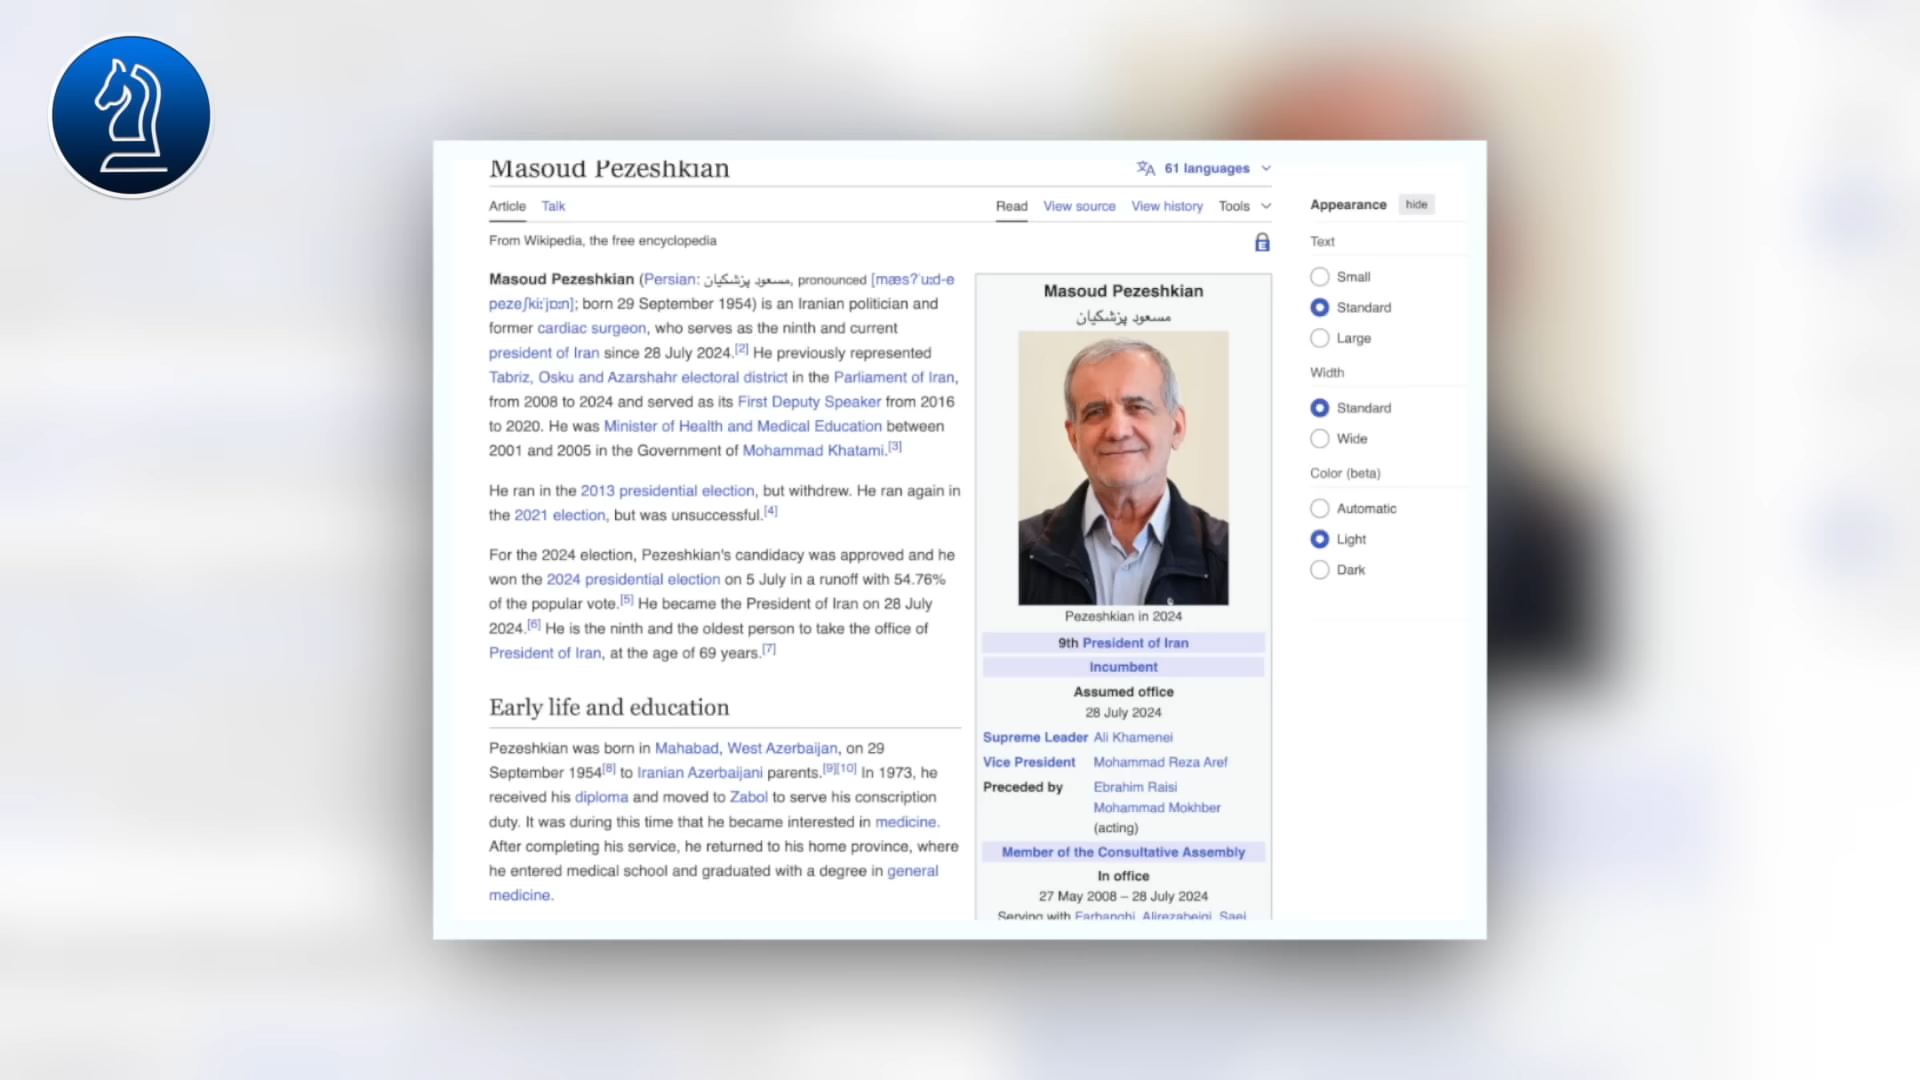 Masoud Pezeshkian
61 languages
Article Talk
Read View source View history Tools
From Wikipedia, the free encyclopedia
Masoud Pezeshkian (Persian: مسعود پزشکیان, pronounced [mæs?ˈuːd-e
pezeʃkiːˈjɒːn]; born 29 September 1954) is an Iranian politician and
former cardiac surgeon, who serves as the ninth and current
president of Iran since 28 July 2024.[2] He previously represented
Tabriz, Osku and Azarshahr electoral district in the Parliament of Iran,
from 2008 to 2024 and served as its First Deputy Speaker from 2016
to 2020. He was Minister of Health and Medical Education between
2001 and 2005 in the Government of Mohammad Khatami.[3]
He ran in the 2013 presidential election, but withdrew. He ran again in
the 2021 election, but was unsuccessful.[4]
For the 2024 election, Pezeshkian's candidacy was approved and he
won the 2024 presidential election on 5 July in a runoff with 54.76%
of the popular vote.[5] He became the President of Iran on 28 July
2024.[6] He is the ninth and the oldest person to take the office of
President of Iran, at the age of 69 years.[7]
Early life and education
Pezeshkian was born in Mahabad, West Azerbaijan, on 29
September 1954[8] to Iranian Azerbaijani parents.[9][10] In 1973, he
received his diploma and moved to Zabol to serve his conscription
duty. It was during this time that he became interested in medicine.
After completing his service, he returned to his home province, where
he entered medical school and graduated with a degree in general
medicine.
Masoud Pezeshkian
مسعود پزشکیان
Pezeshkian in 2024
9th President of Iran
Incumbent
Assumed office
28 July 2024
Supreme Leader Ali Khamenei
Vice President Mohammad Reza Aref
Preceded by Ebrahim Raisi
Mohammad Mokhber
(acting)
Member of the Consultative Assembly
In office
27 May 2008 – 28 July 2024
Serving with Farhanghi, Alirezabeigi, Saei
Appearance hide
Text
Small
Standard
Large
Width
Standard
Wide
Color (beta)
Automatic
Light
Dark